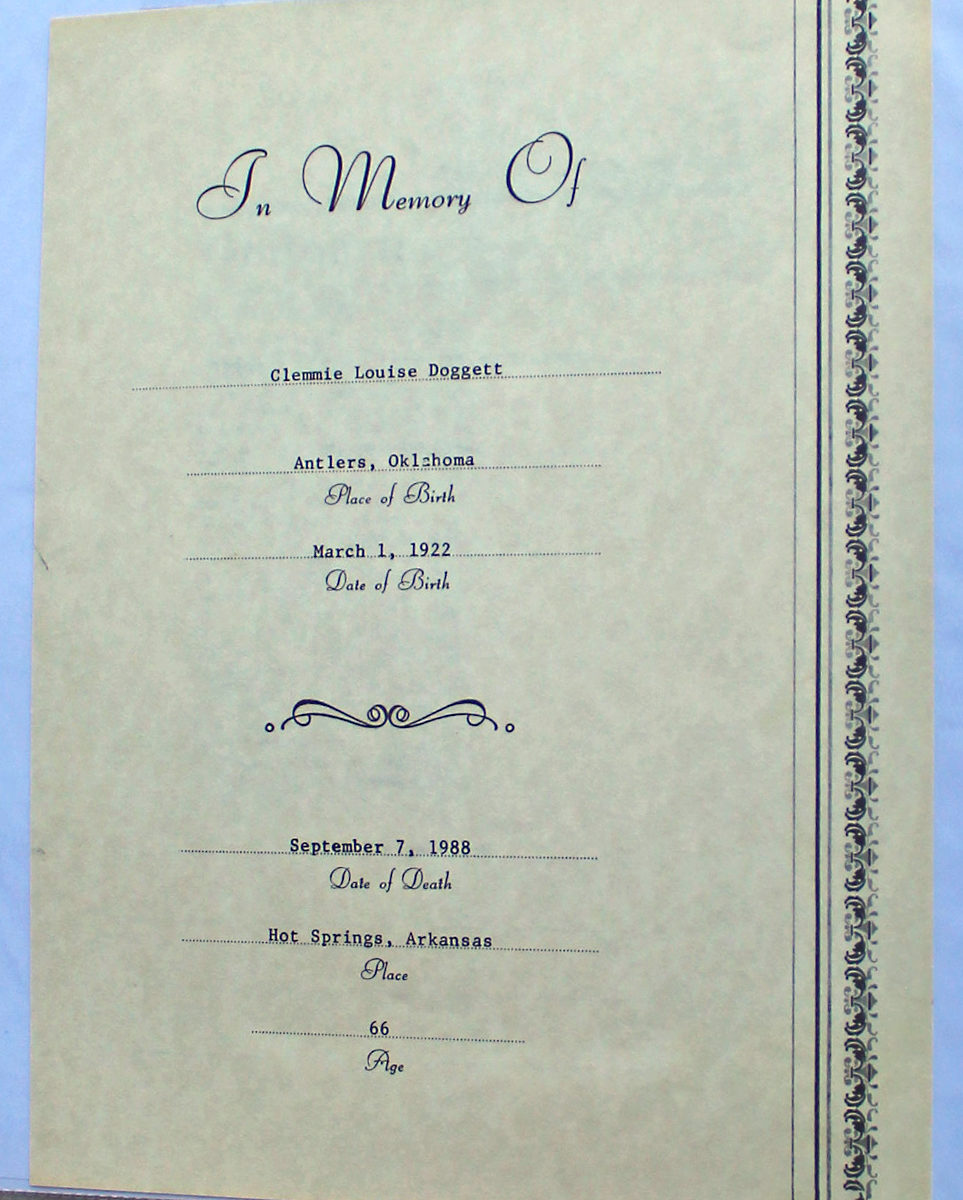 In Memory Of
Clemmie Louise Doggett
Antlers, Oklahoma
Place of Birth
March 1, 1922
Date of Birth
September 7, 1988
Date of Death
Hot Springs, Arkansas
Place
66
Age